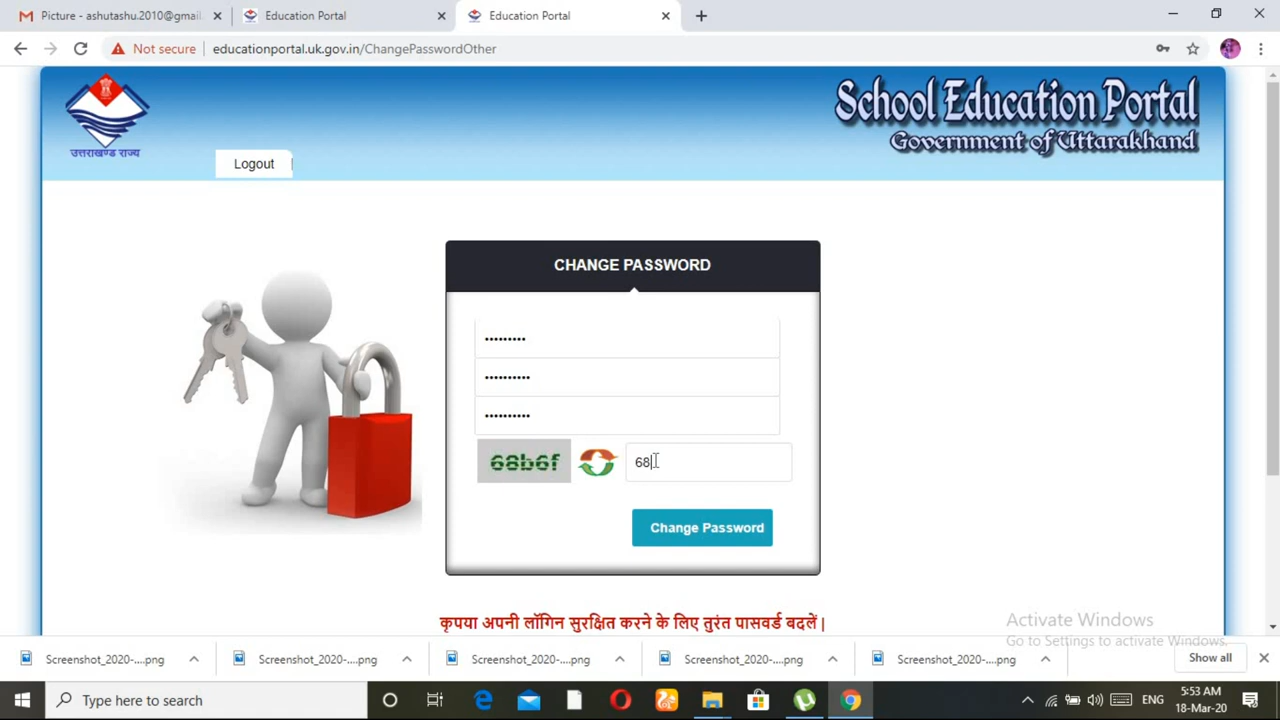 Picture - ashutashu.2010@gmail
Education Portal
Education Portal
Not secure
educationportal.uk.gov.in/ChangePasswordOther
School Education Portal
Government of Uttarakhand
उत्तराखण्ड राज्य
Logout
CHANGE PASSWORD
•••••••••
••••••••••
••••••••••
68b6f
68
Change Password
कृपया अपनी लॉगिन सुरक्षित करने के लिए तुरंत पासवर्ड बदलें |
Activate Windows
Go to Settings to activate Windows.
Screenshot_2020-....png
Screenshot_2020-....png
Screenshot_2020-....png
Screenshot_2020-....png
Screenshot_2020-....png
Show all
Type here to search
ENG
5:53 AM
18-Mar-20